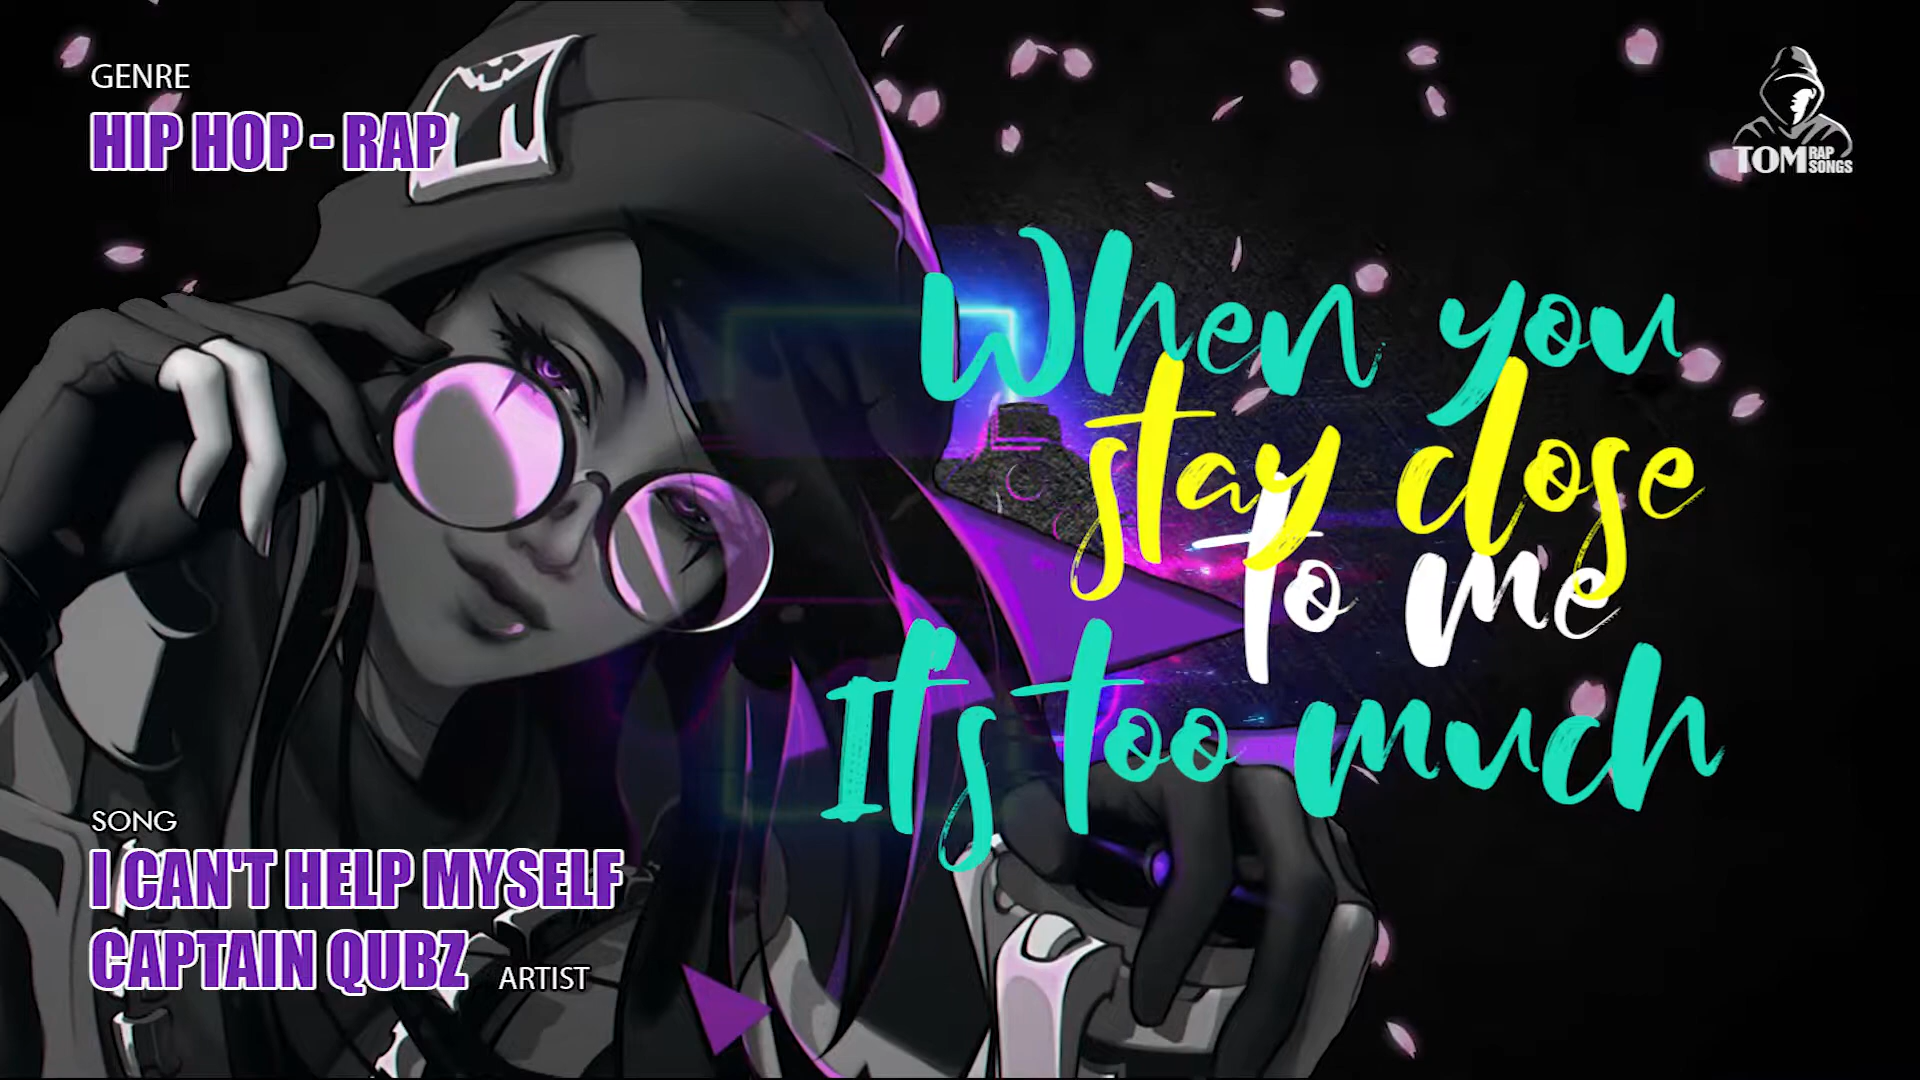 GENRE
HIP HOP - RAP
TOM RAP SONGS
When you
stay close
To me
It's too much
SONG
I CAN'T HELP MYSELF
CAPTAIN QUBZ ARTIST